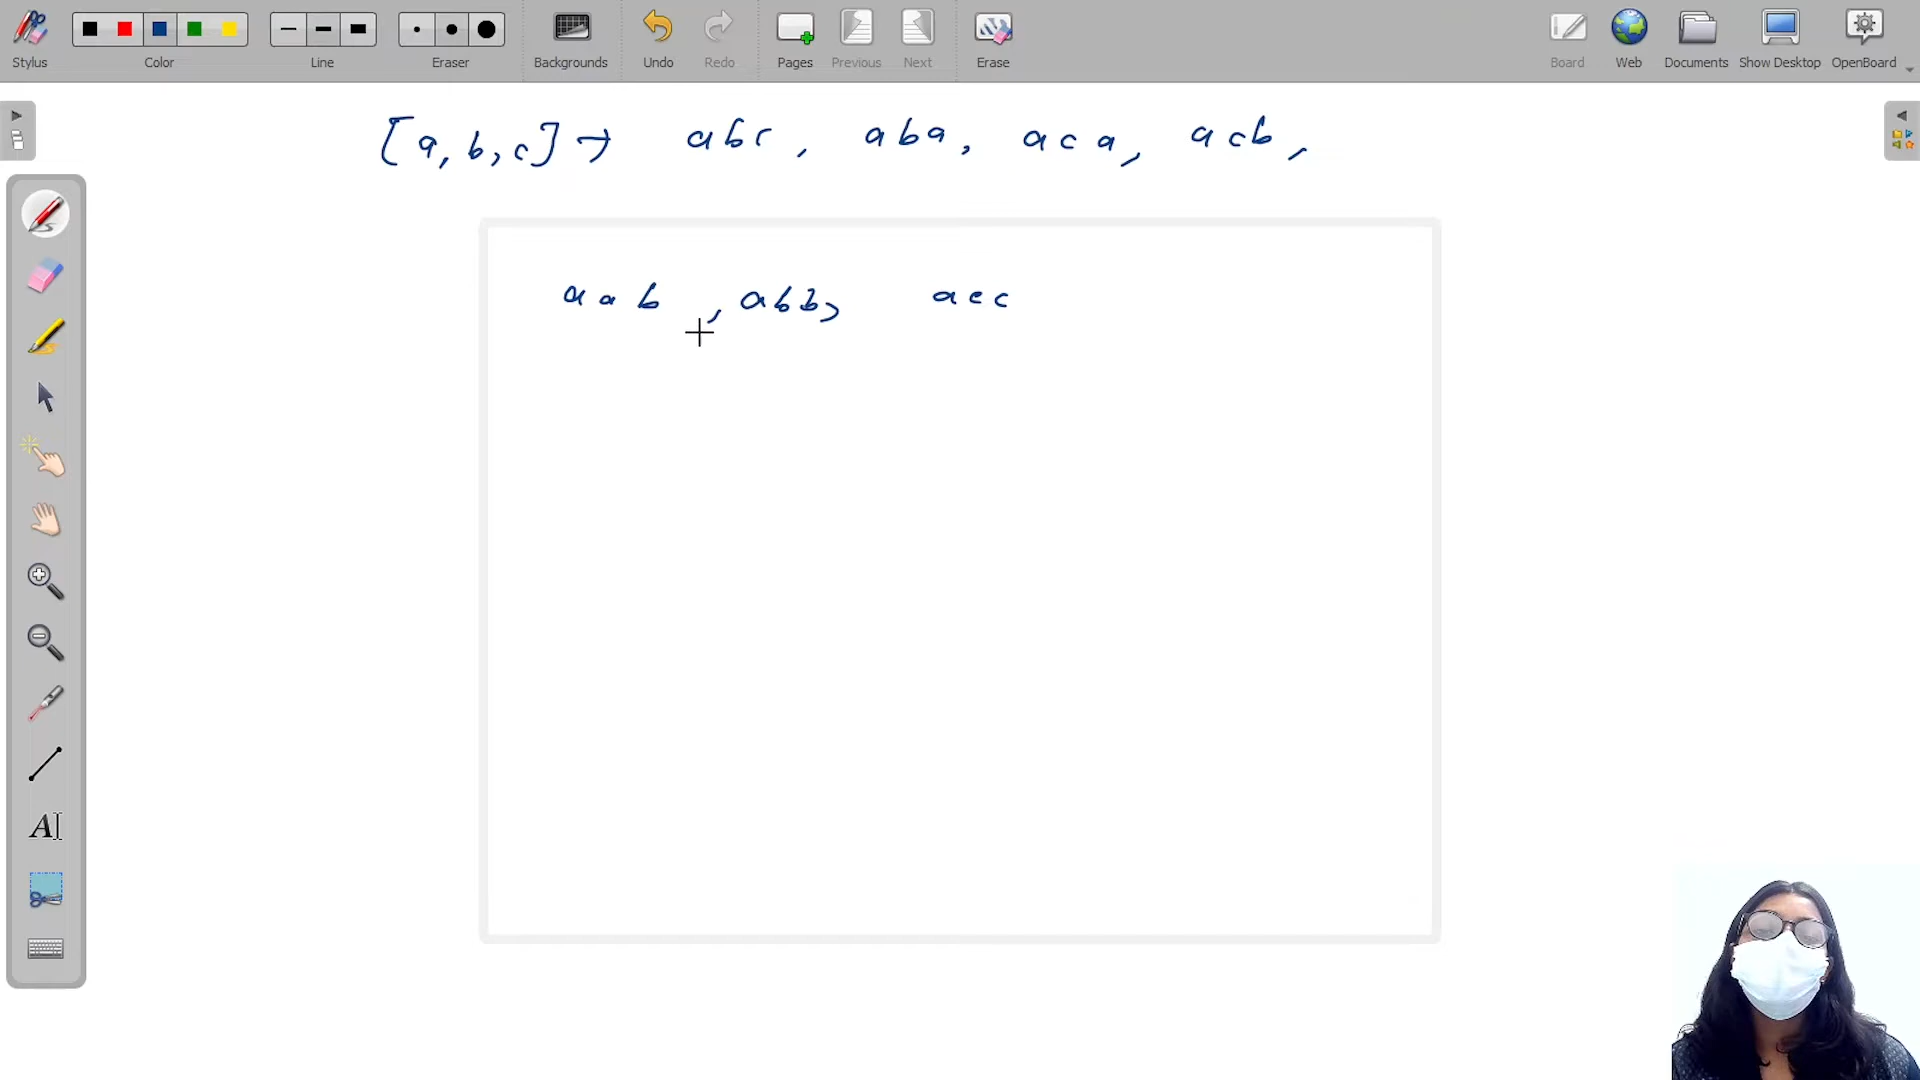 Stylus Color Line Eraser Backgrounds Undo Redo Pages Previous Next Erase Board Web Documents Show Desktop OpenBoard
[a, b, c] → abc, aba, aca, acb,
aab, abb, acc
A